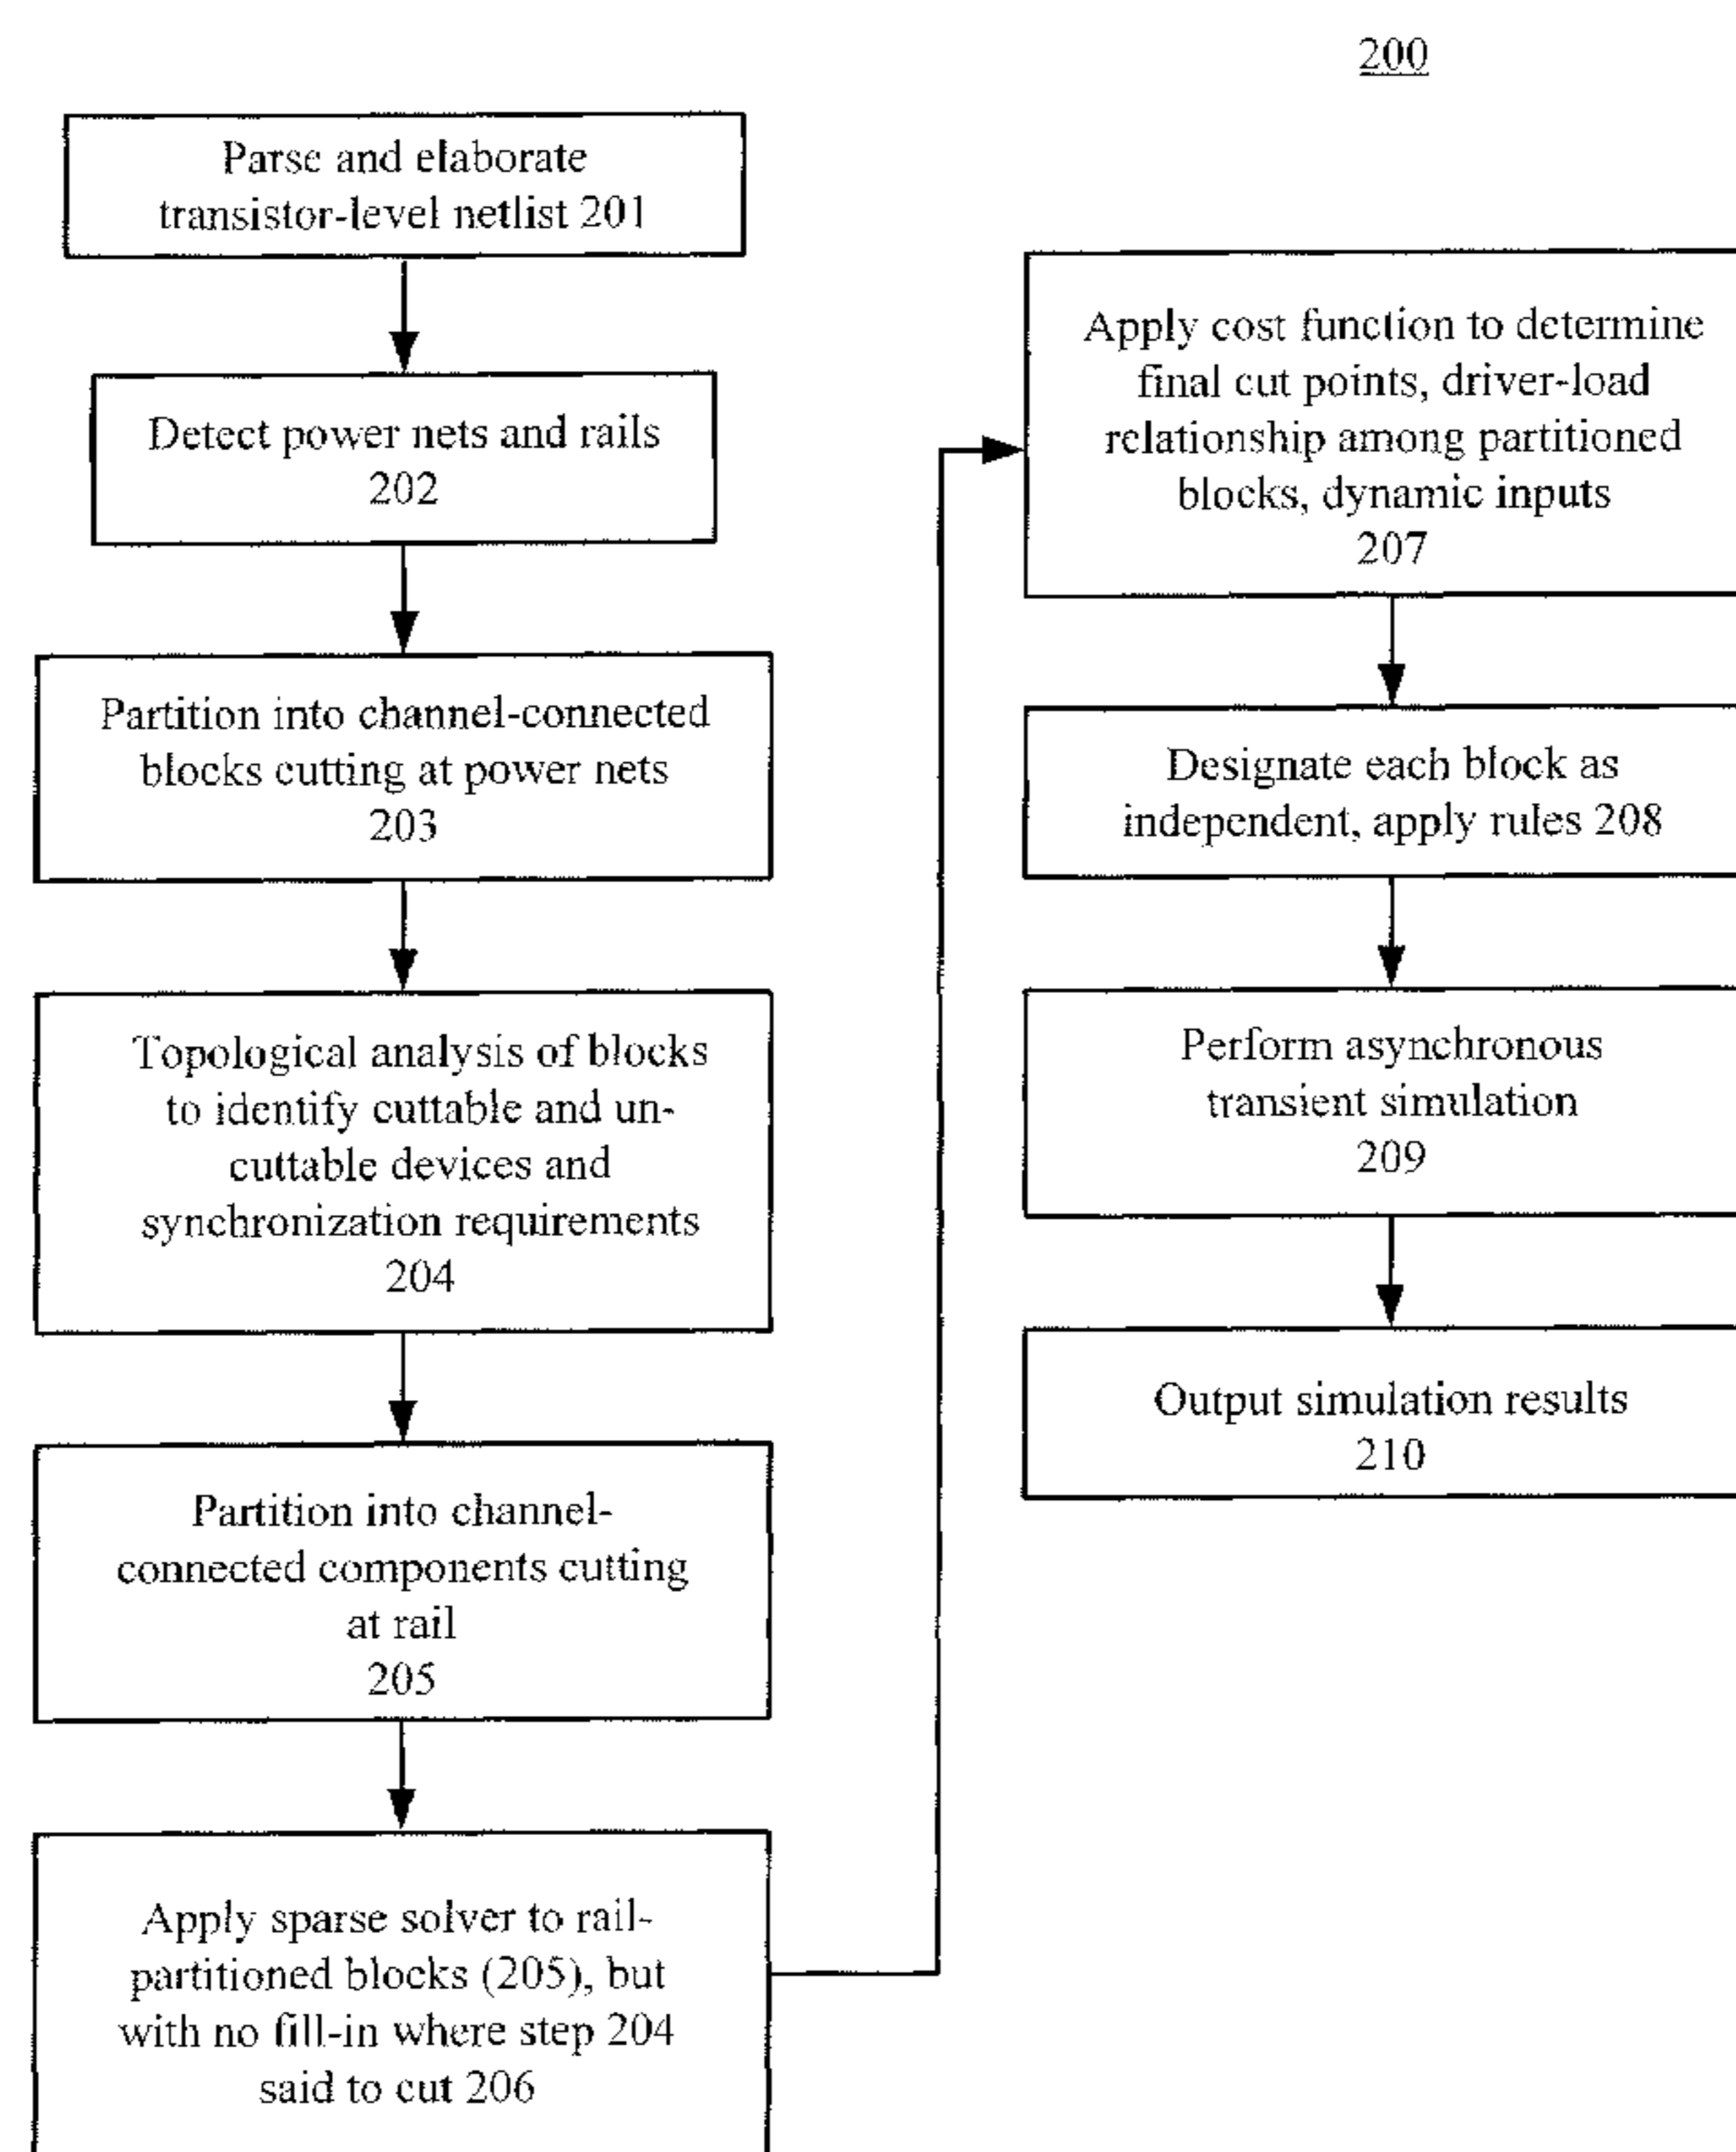 200
Parse and elaborate
transistor-level netlist 201
Detect power nets and rails
202
Partition into channel-connected
blocks cutting at power nets
203
Topological analysis of blocks
to identify cuttable and un-
cuttable devices and
synchronization requirements
204
Partition into channel-
connected components cutting
at rail
205
Apply sparse solver to rail-
partitioned blocks (205), but
with no fill-in where step 204
said to cut 206
Apply cost function to determine
final cut points, driver-load
relationship among partitioned
blocks, dynamic inputs
207
Designate each block as
independent, apply rules 208
Perform asynchronous
transient simulation
209
Output simulation results
210